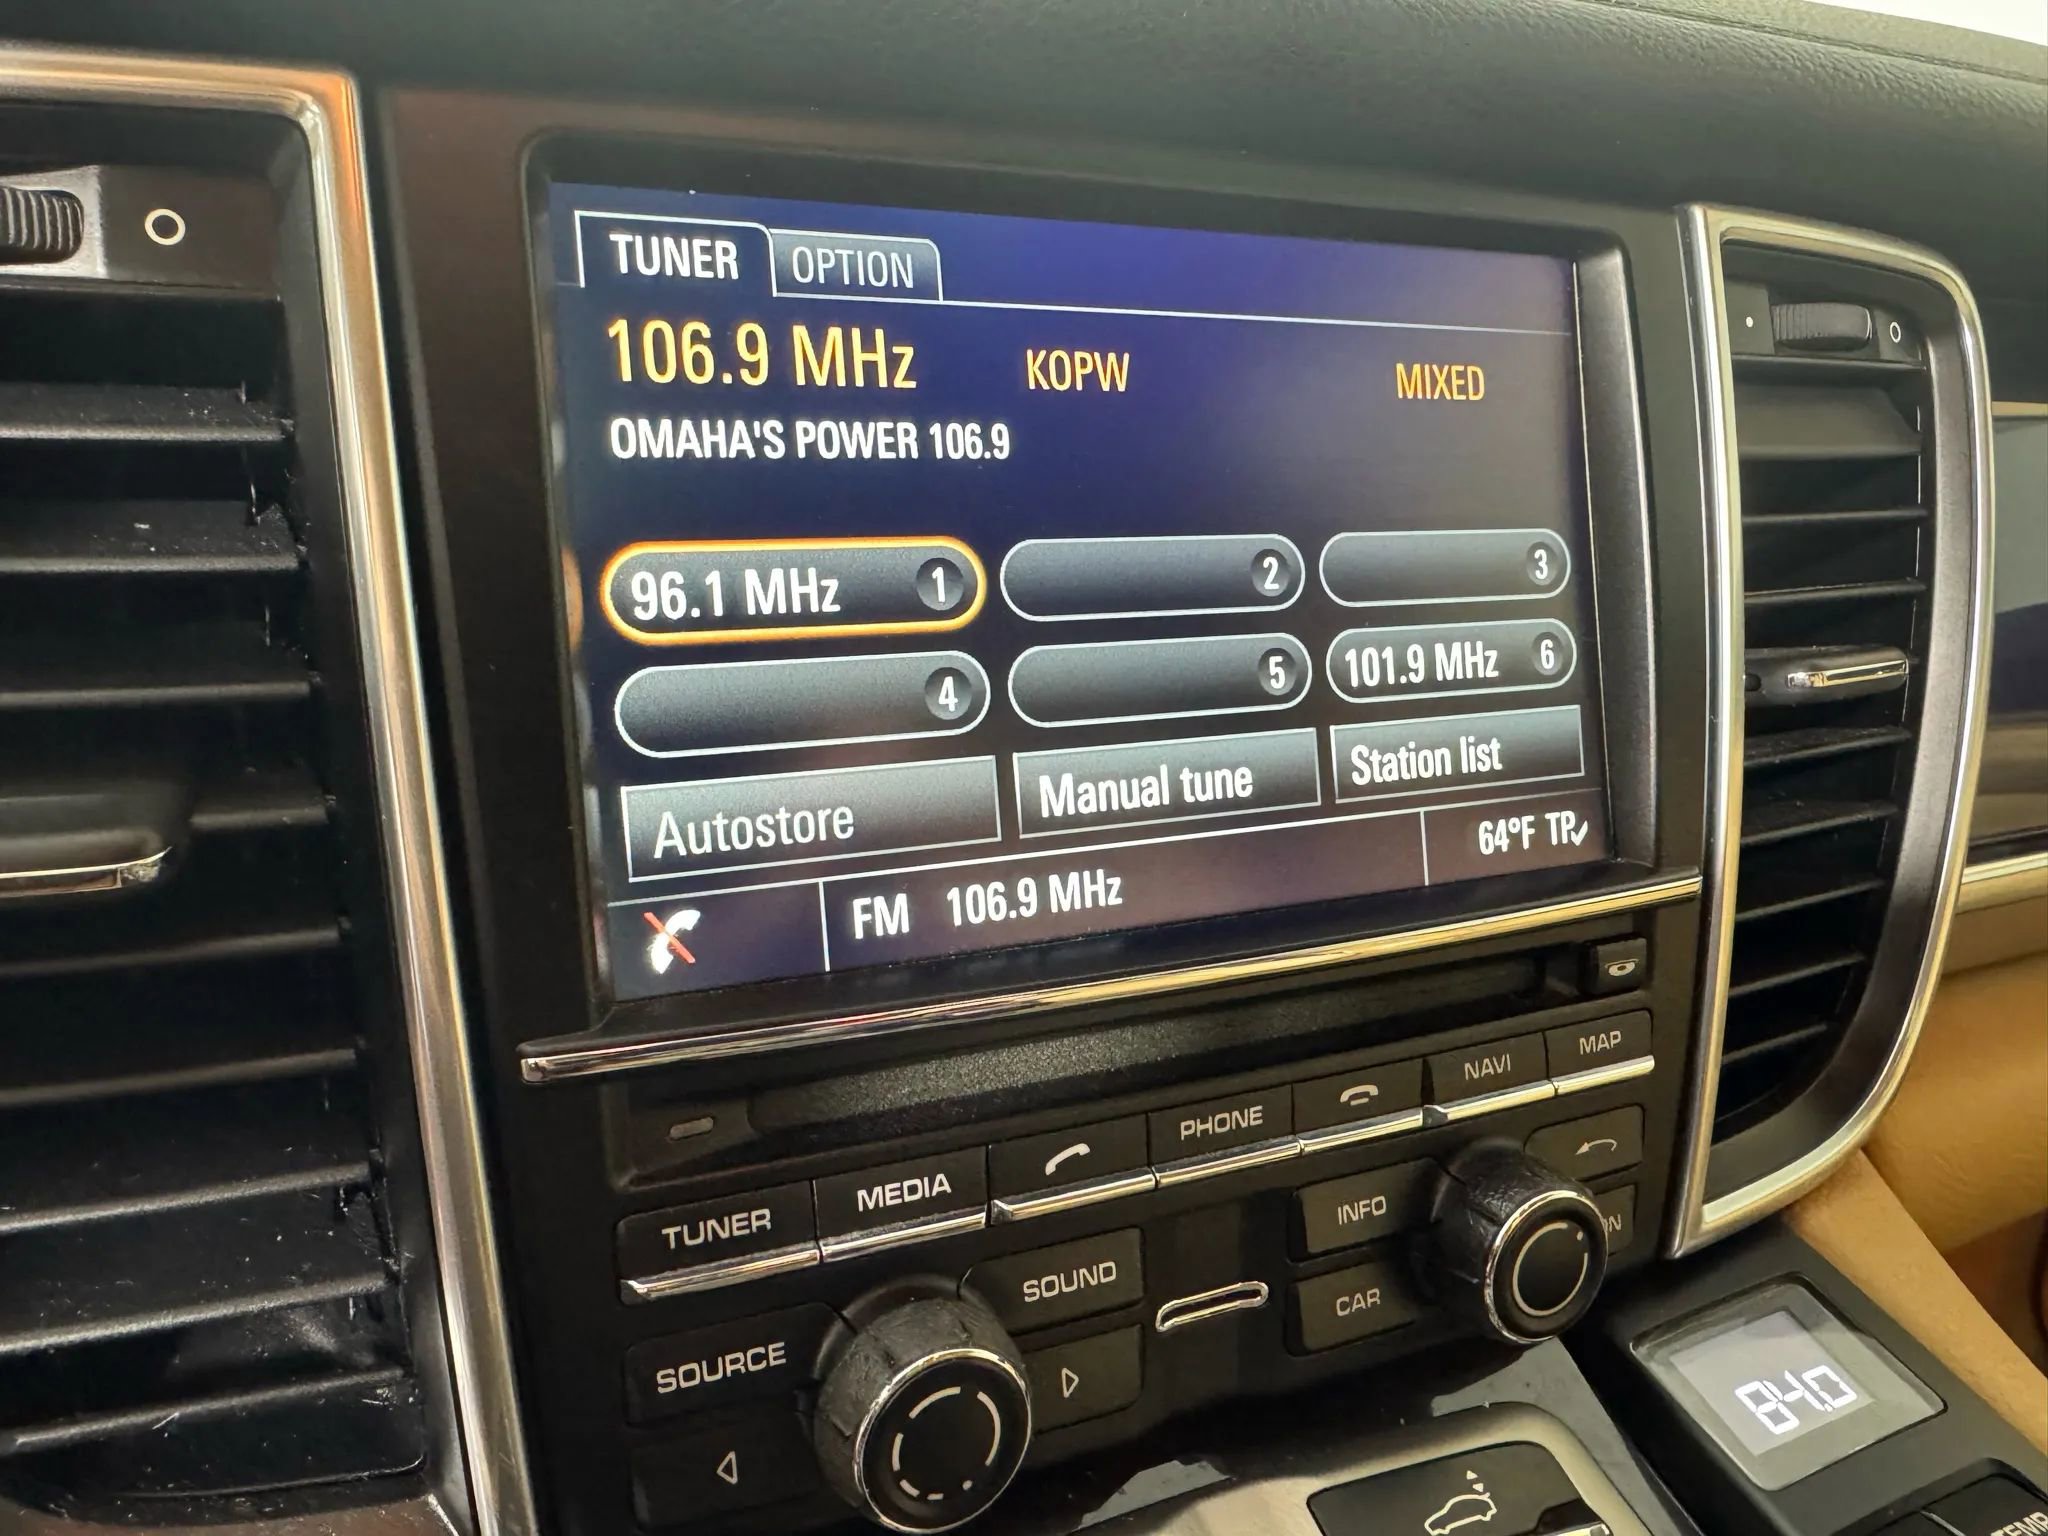 TUNER OPTION
106.9 MHz KOPW MIXED
OMAHA'S POWER 106.9
96.1 MHz 1 2 3
4 5 101.9 MHz 6
Autostore Manual tune Station list
FM 106.9 MHz 64°F TP
TUNER MEDIA PHONE NAVI MAP
SOURCE SOUND INFO
CAR
84.0